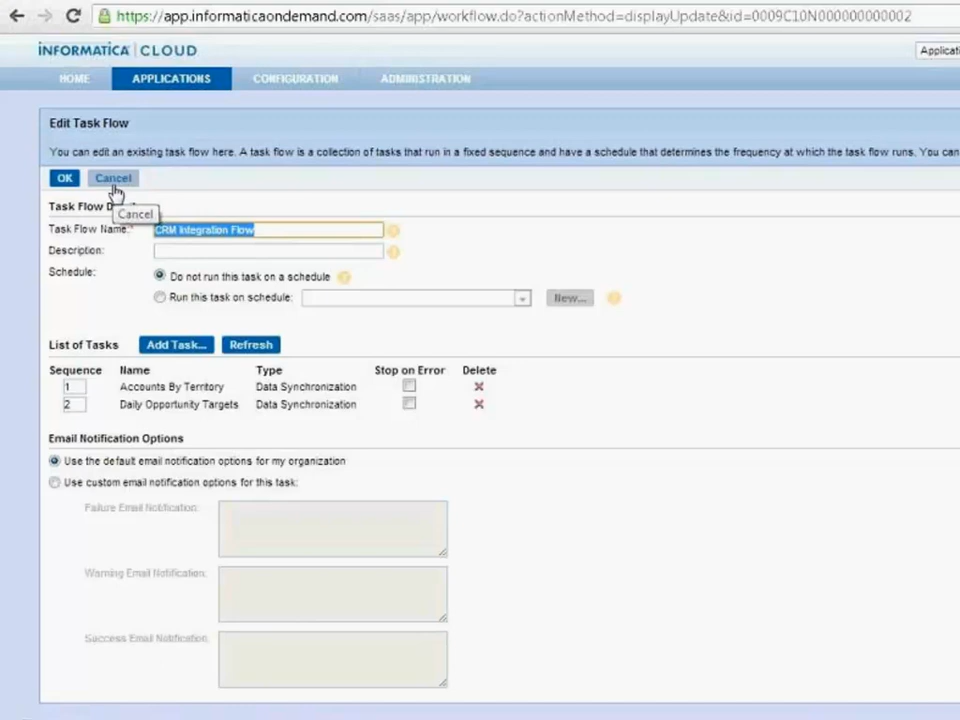 https://app.informaticaondemand.com/saas/app/workflow.do?actionMethod=displayUpdate&id=0009C10N000000000002
INFORMATICA CLOUD
Applicati
HOME APPLICATIONS CONFIGURATION ADMINISTRATION
Edit Task Flow
You can edit an existing task flow here. A task flow is a collection of tasks that run in a fixed sequence and have a schedule that determines the frequency at which the task flow runs. You can
OK Cancel
Task Flow D
Cancel
Task Flow Name:* CRM Integration Flow
Description:
Schedule: Do not run this task on a schedule
Run this task on schedule: New...
List of Tasks Add Task... Refresh
Sequence Name Type Stop on Error Delete
1 Accounts By Territory Data Synchronization
2 Daily Opportunity Targets Data Synchronization
Email Notification Options
Use the default email notification options for my organization
Use custom email notification options for this task:
Failure Email Notification:
Warning Email Notification:
Success Email Notification: